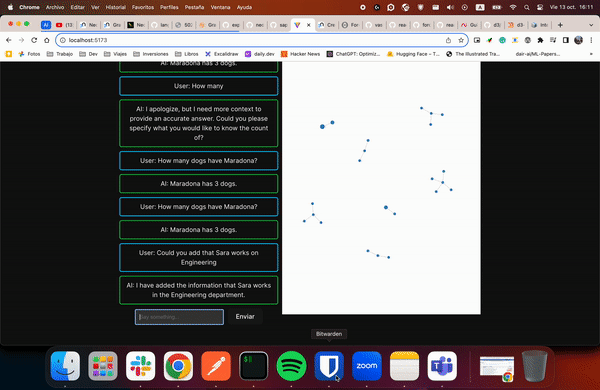 Chrome Archivo Editar Ver Historial Favoritos Perfiles Pestaña Ventana Ayuda
Vie 13 oct. 16:11
localhost:5173
Fotos Trabajo Dev Viajes Inversiones Libros Excalidraw daily.dev Hacker News ChatGPT: Optimiz... Hugging Face – T... The Illustrated Tra... dair-ai/ML-Papers...
AI: Maradona has 3 dogs.
User: How many
AI: I apologize, but I need more context to
provide an accurate answer. Could you please
specify what you would like to know the count
of?
User: How many dogs have Maradona?
AI: Maradona has 3 dogs.
User: How many dogs have Maradona?
AI: Maradona has 3 dogs.
User: Could you add that Sara works on
Engineering
AI: I have added the information that Sara works
in the Engineering department.
Say something...
Enviar
Bitwarden
zoom